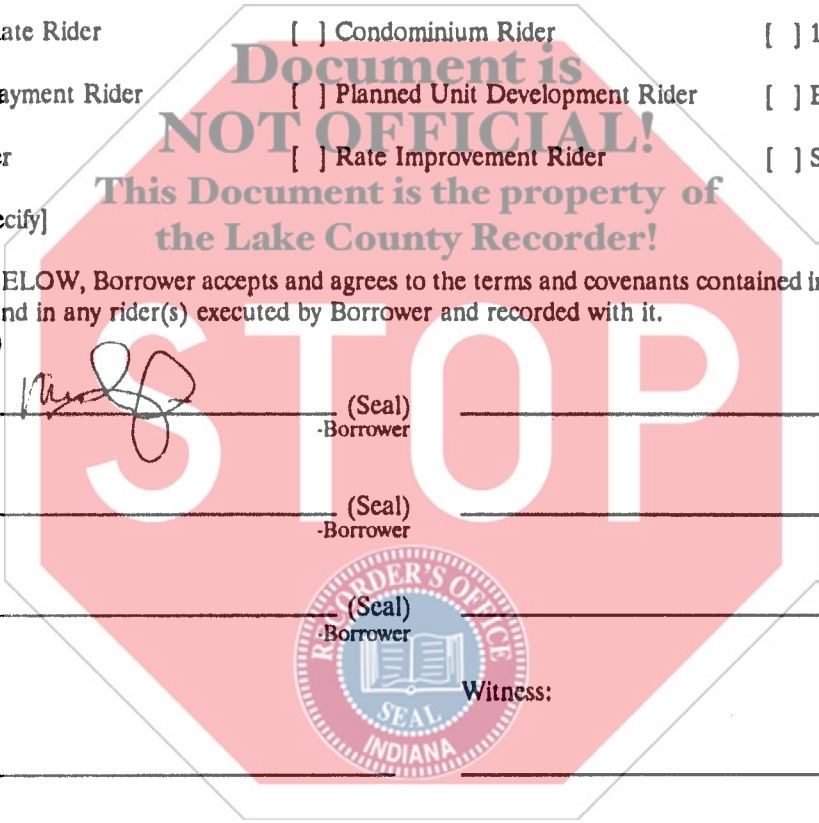 ate Rider [ ] Condominium Rider [ ] 1
Document is
ayment Rider [ ] Planned Unit Development Rider [ ] B
NOT OFFICIAL!
er [ ] Rate Improvement Rider [ ] S
This Document is the property of
ecify]
the Lake County Recorder!
ELOW, Borrower accepts and agrees to the terms and covenants contained in
nd in any rider(s) executed by Borrower and recorded with it.
STOP
(Seal)
-Borrower
(Seal)
-Borrower
(Seal)
-Borrower
RECORDER'S OFFICE
SEAL
INDIANA
Witness: